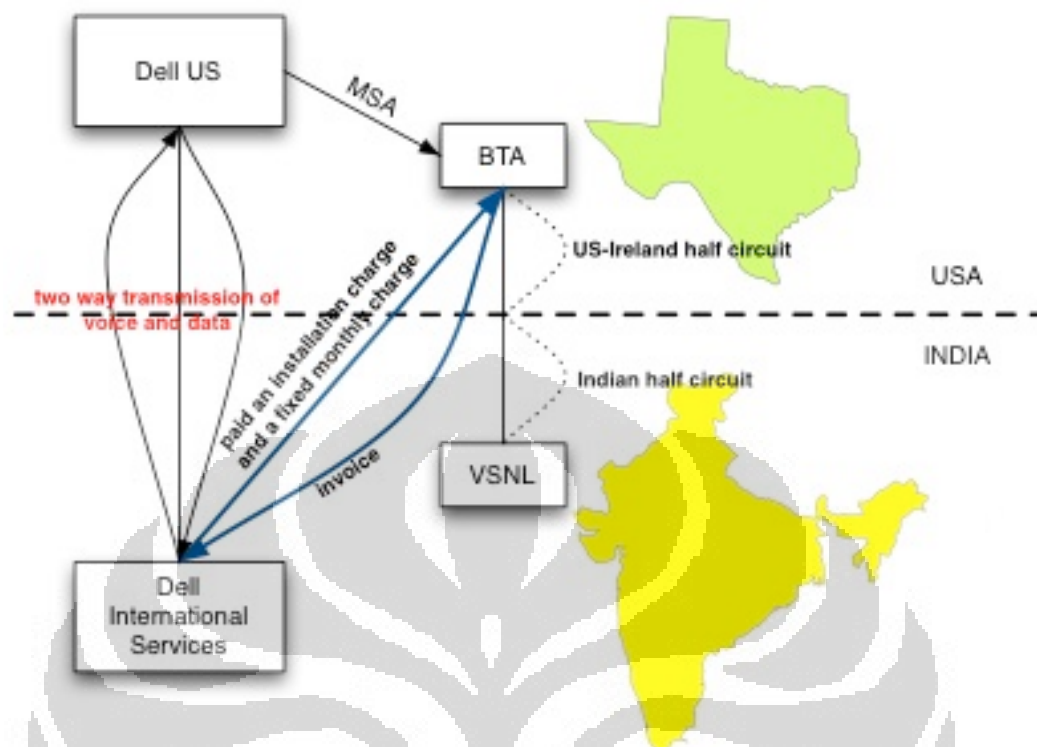 Dell US
MSA
BTA
US-Ireland half circuit
USA
two way transmission of
voice and data
paid an installation charge
and a fixed monthly charge
INDIA
Indian half circuit
invoice
VSNL
Dell
International
Services